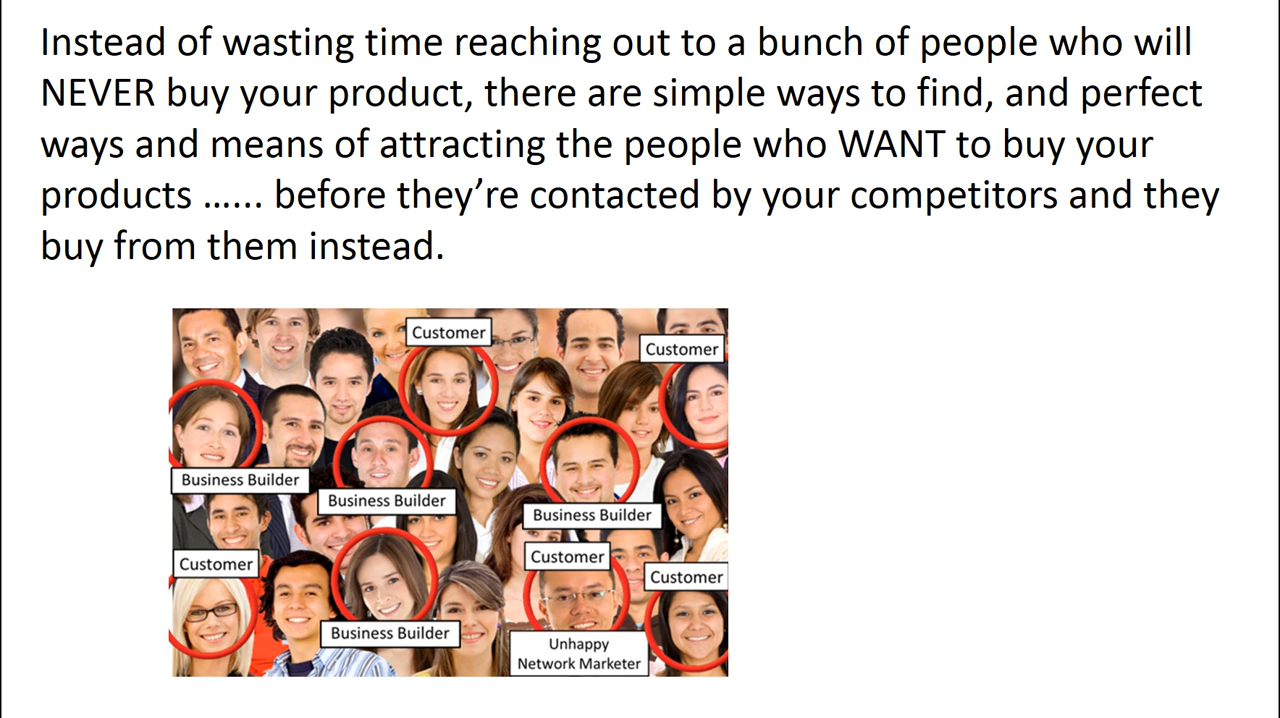 Instead of wasting time reaching out to a bunch of people who will
NEVER buy your product, there are simple ways to find, and perfect
ways and means of attracting the people who WANT to buy your
products …... before they’re contacted by your competitors and they
buy from them instead.
Customer
Customer
Business Builder
Business Builder
Business Builder
Customer
Customer
Customer
Business Builder
Unhappy
Network Marketer